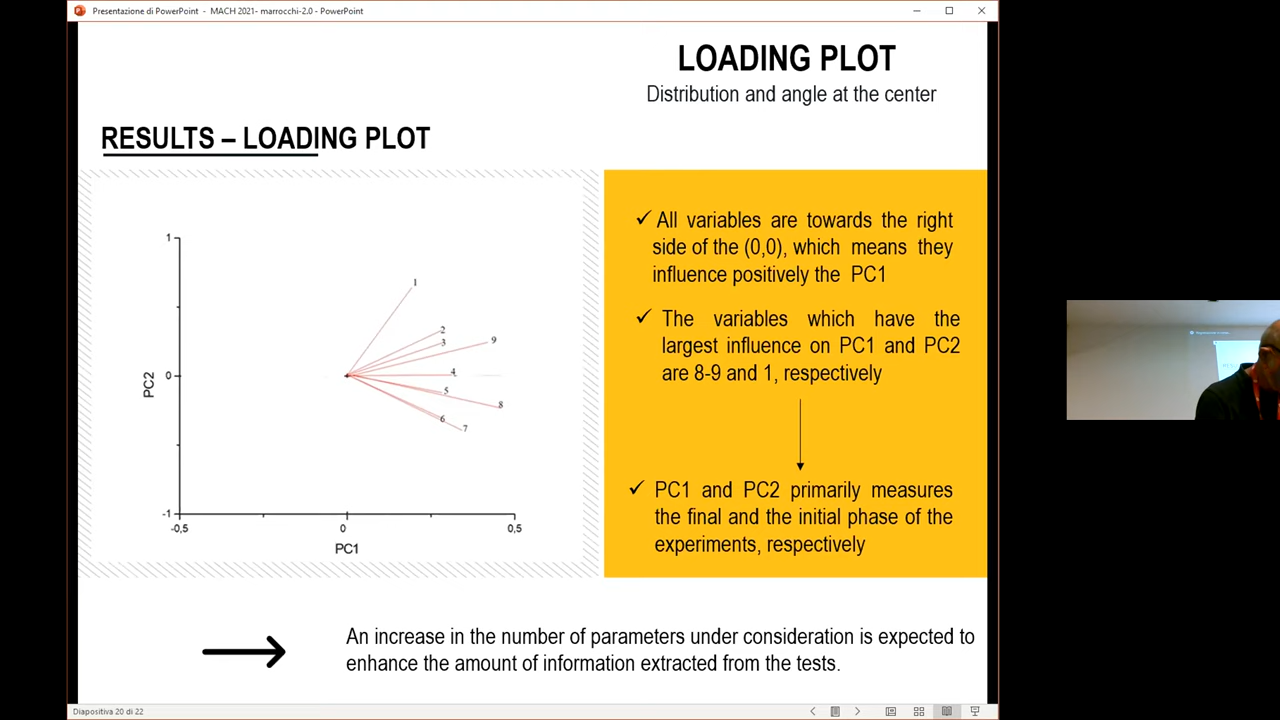 Presentazione di PowerPoint - MACH 2021- marrocchi-2.0 - PowerPoint
LOADING PLOT
Distribution and angle at the center
RESULTS – LOADING PLOT
✓ All variables are towards the right
side of the (0,0), which means they
influence positively the PC1
✓ The variables which have the
largest influence on PC1 and PC2
are 8-9 and 1, respectively
✓ PC1 and PC2 primarily measures
the final and the initial phase of the
experiments, respectively
1
0
-1
PC2
-0,5
0
0,5
PC1
1
2
3
9
4
5
8
6
7
An increase in the number of parameters under consideration is expected to
enhance the amount of information extracted from the tests.
Diapositiva 20 di 22